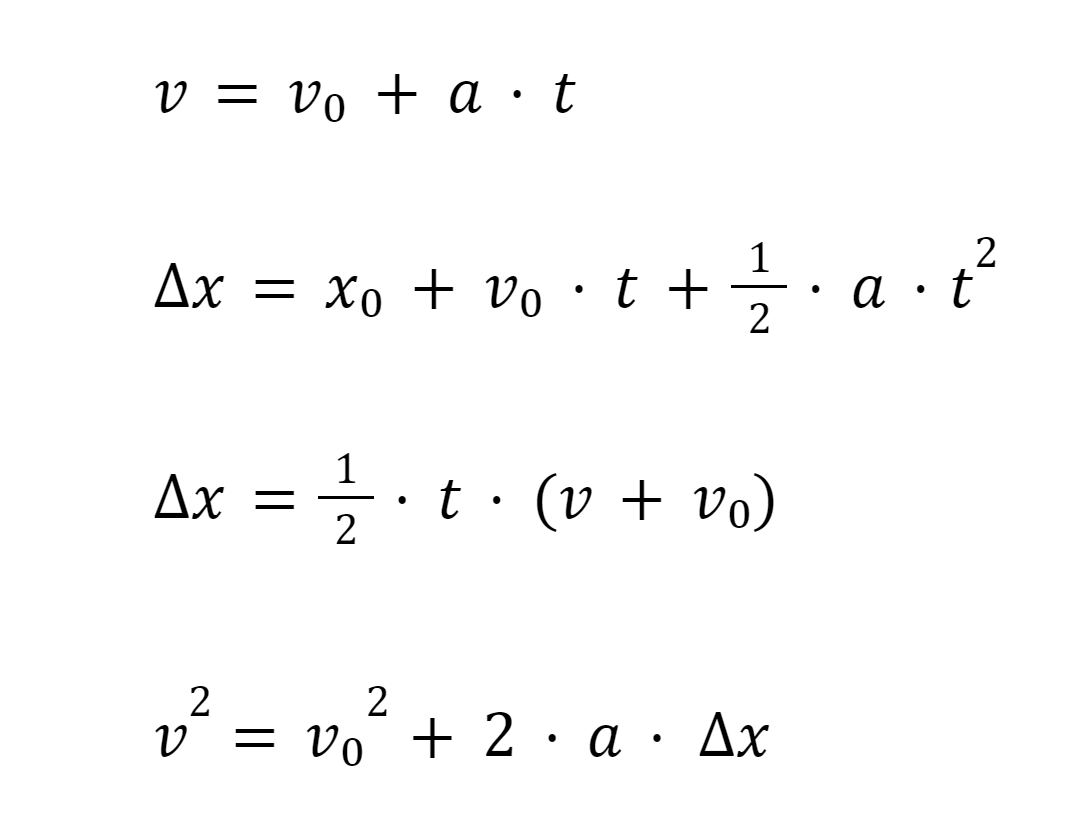 v = v₀ + a · t
Δx = x₀ + v₀ · t + ½ · a · t²
Δx = ½ · t · (v + v₀)
v² = v₀² + 2 · a · Δx